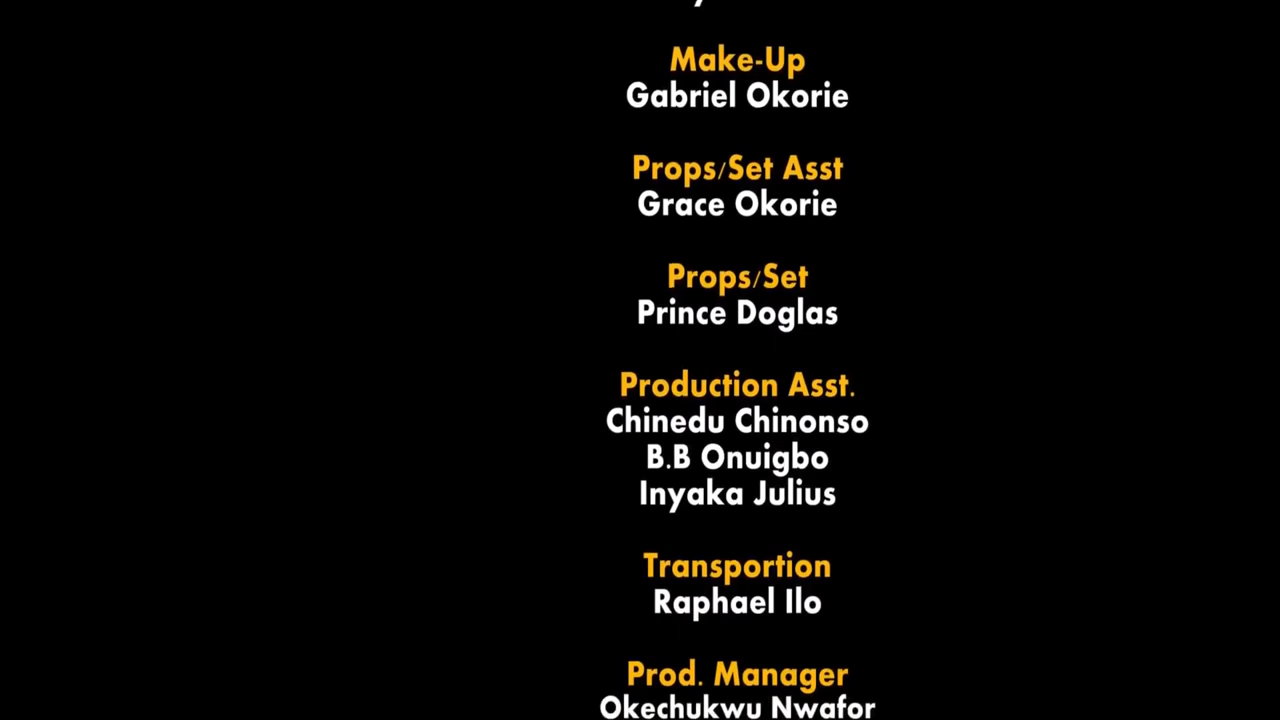 Make-Up
Gabriel Okorie
Props/Set Asst
Grace Okorie
Props/Set
Prince Doglas
Production Asst.
Chinedu Chinonso
B.B Onuigbo
Inyaka Julius
Transportion
Raphael Ilo
Prod. Manager
Okechukwu Nwafor